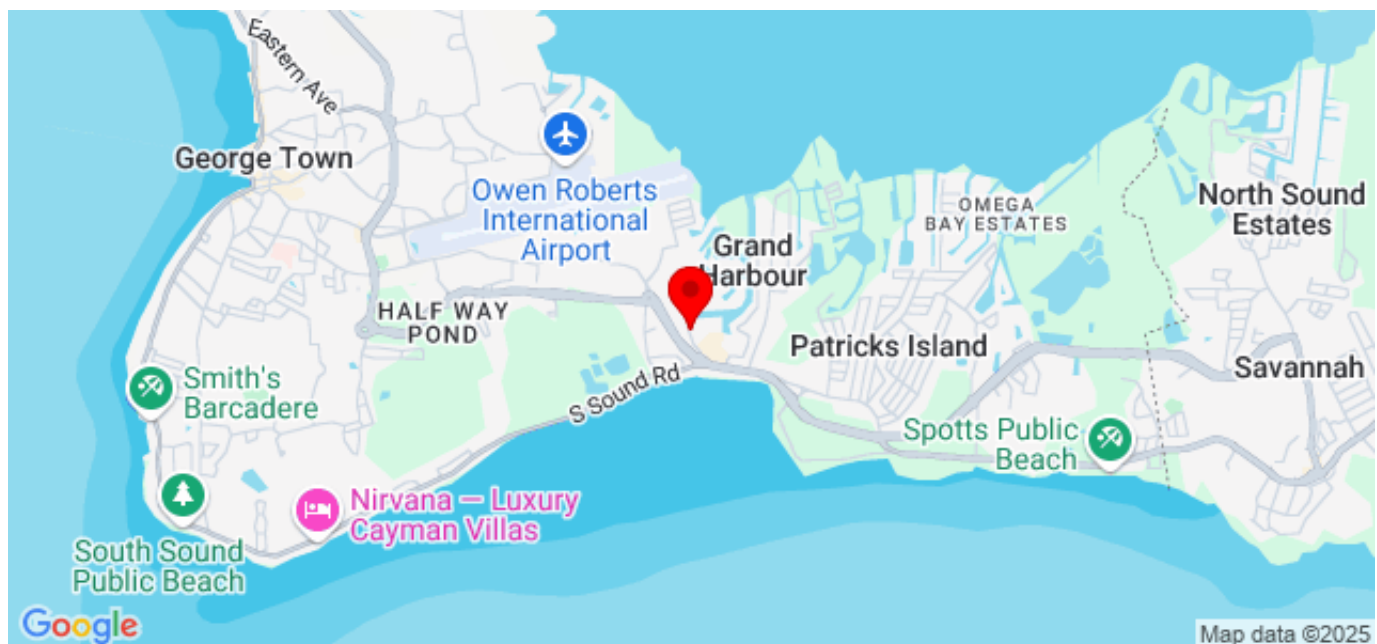 Eastern Ave
George Town
Owen Roberts
International
Airport
Grand
Harbour
OMEGA
BAY ESTATES
North Sound
Estates
HALF WAY
POND
Patricks Island
Savannah
Smith's
Barcadere
S Sound Rd
Spotts Public
Beach
Nirvana — Luxury
Cayman Villas
South Sound
Public Beach
Google
Map data ©2025